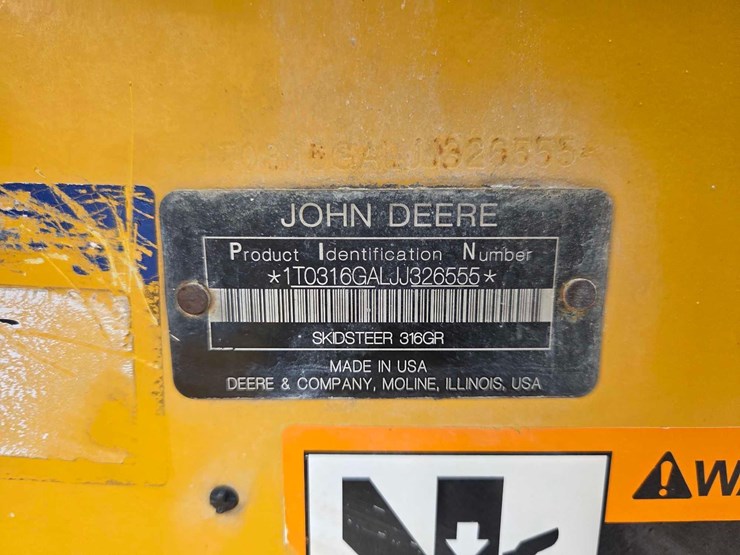 JOHN DEERE
Product Identification Number
*1T0316GALJJ326555*
SKIDSTEER 316GR
MADE IN USA
DEERE & COMPANY, MOLINE, ILLINOIS, USA